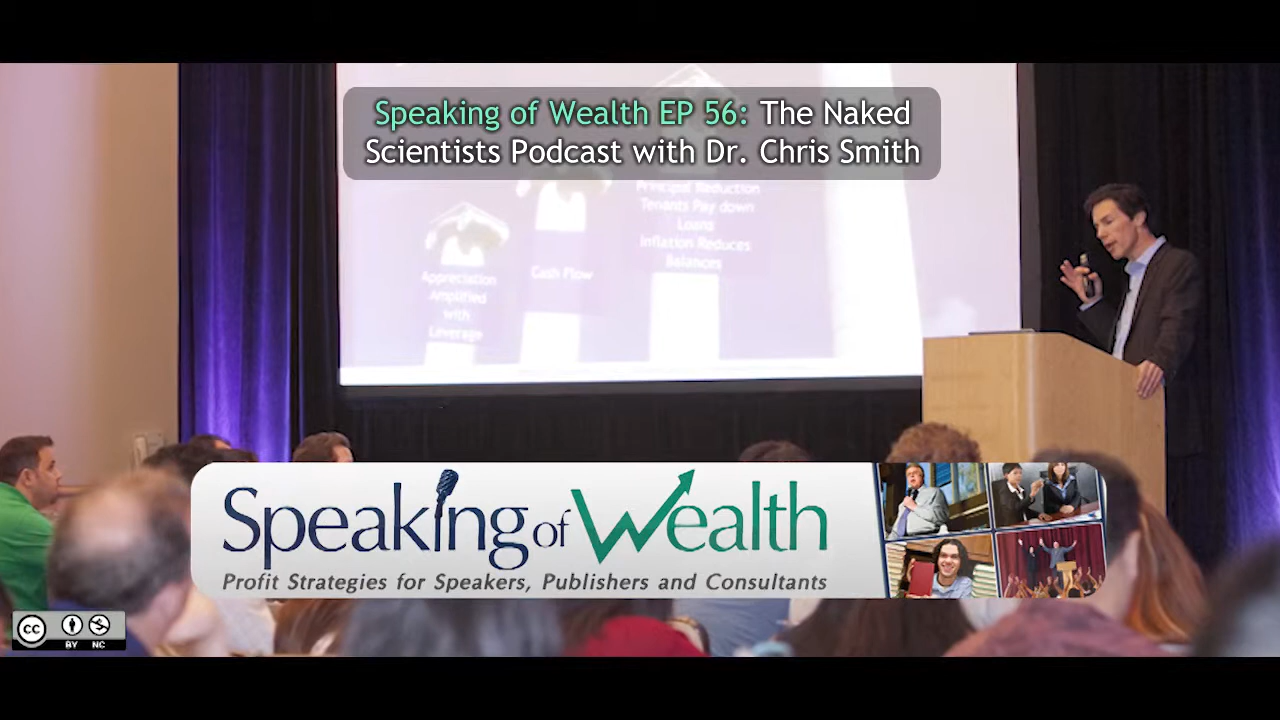 Speaking of Wealth EP 56: The Naked
Scientists Podcast with Dr. Chris Smith
Principal Reduction
Tenants Pay down
Loans
Inflation Reduces
Balances
Appreciation
Amplified
with
Leverage
Cash Flow
Speaking of Wealth
Profit Strategies for Speakers, Publishers and Consultants
cc
BY NC